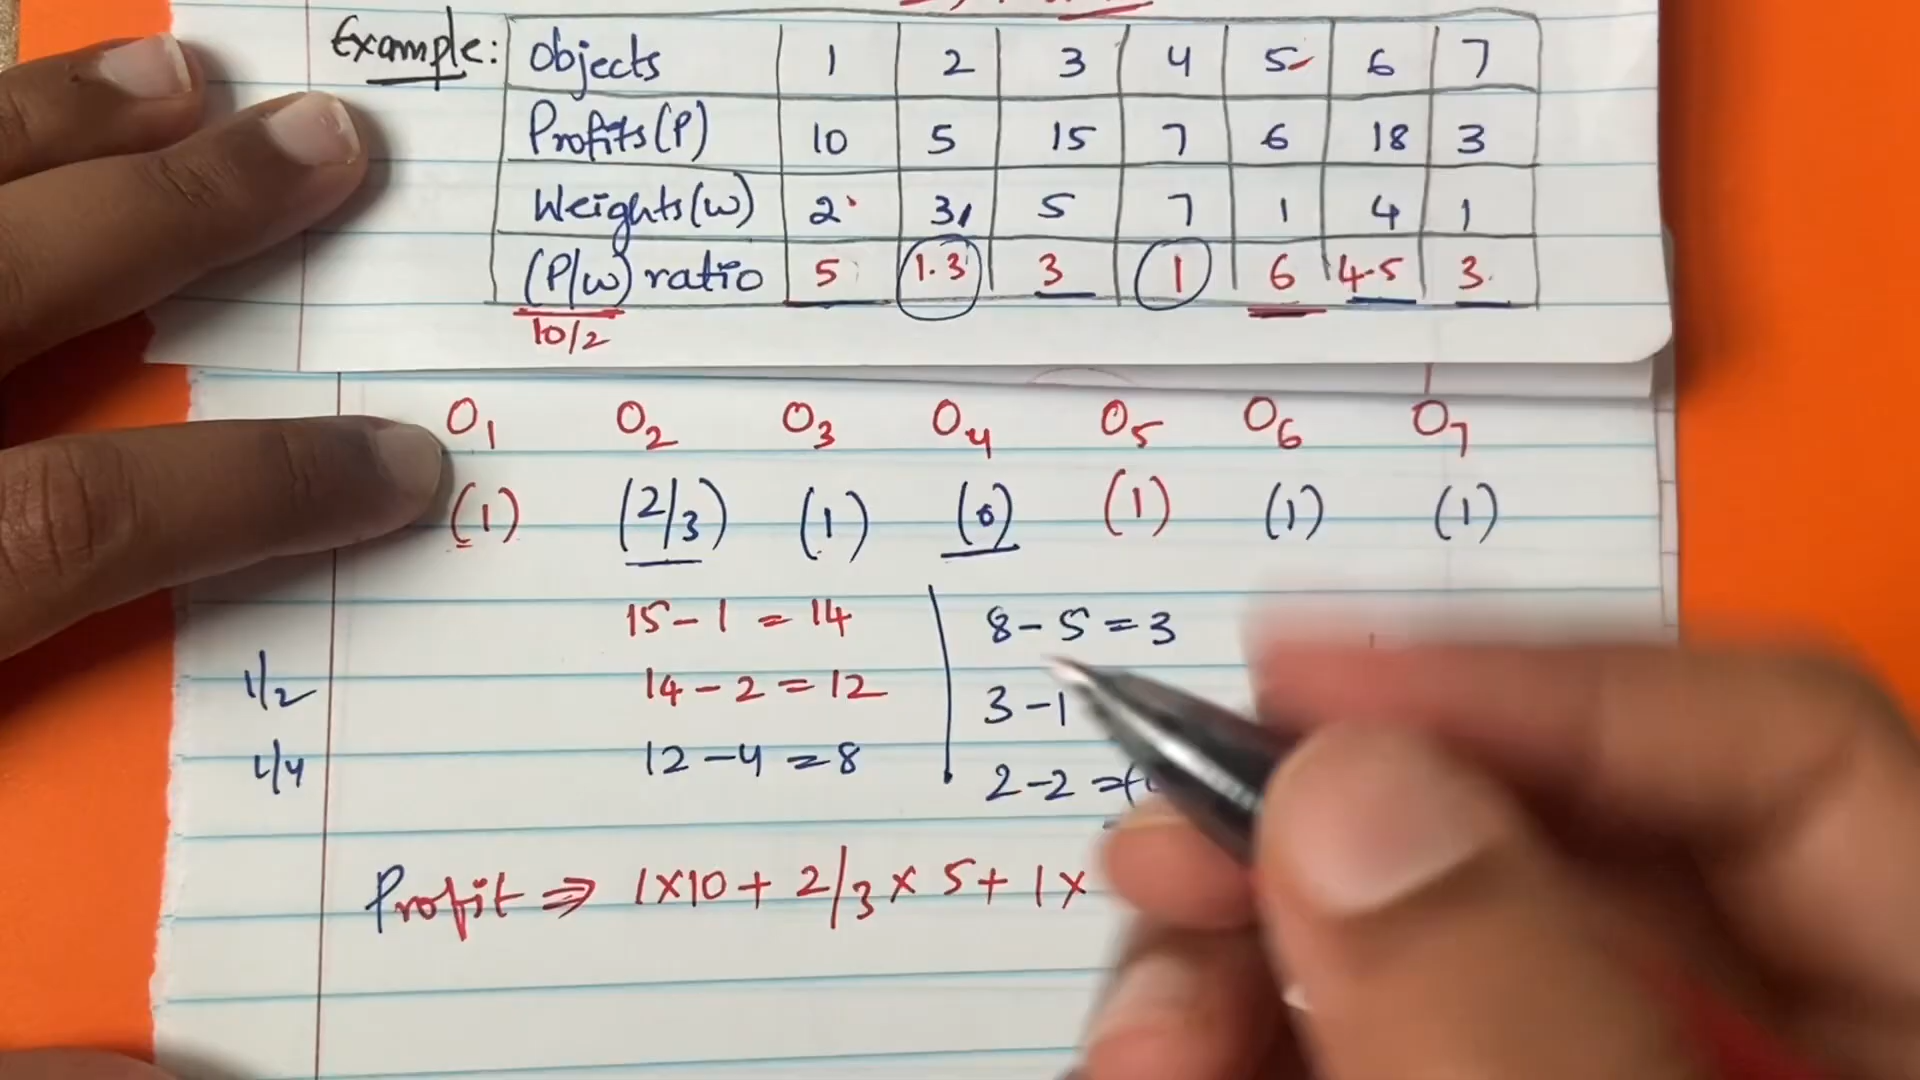 Example: Objects 1 2 3 4 5 6 7
Profits(P) 10 5 15 7 6 18 3
Weights(w) 2 3 5 7 1 4 1
(P/w) ratio 5 1.3 3 1 6 4.5 3
10/2
O1 O2 O3 O4 O5 O6 O7
(1) (2/3) (1) (0) (1) (1) (1)
15-1 = 14 8-5=3
1/2 14-2=12 3-1
1/4 12-4=8 2-2=
Profit ⇒ 1x10+ 2/3 x 5+ 1x